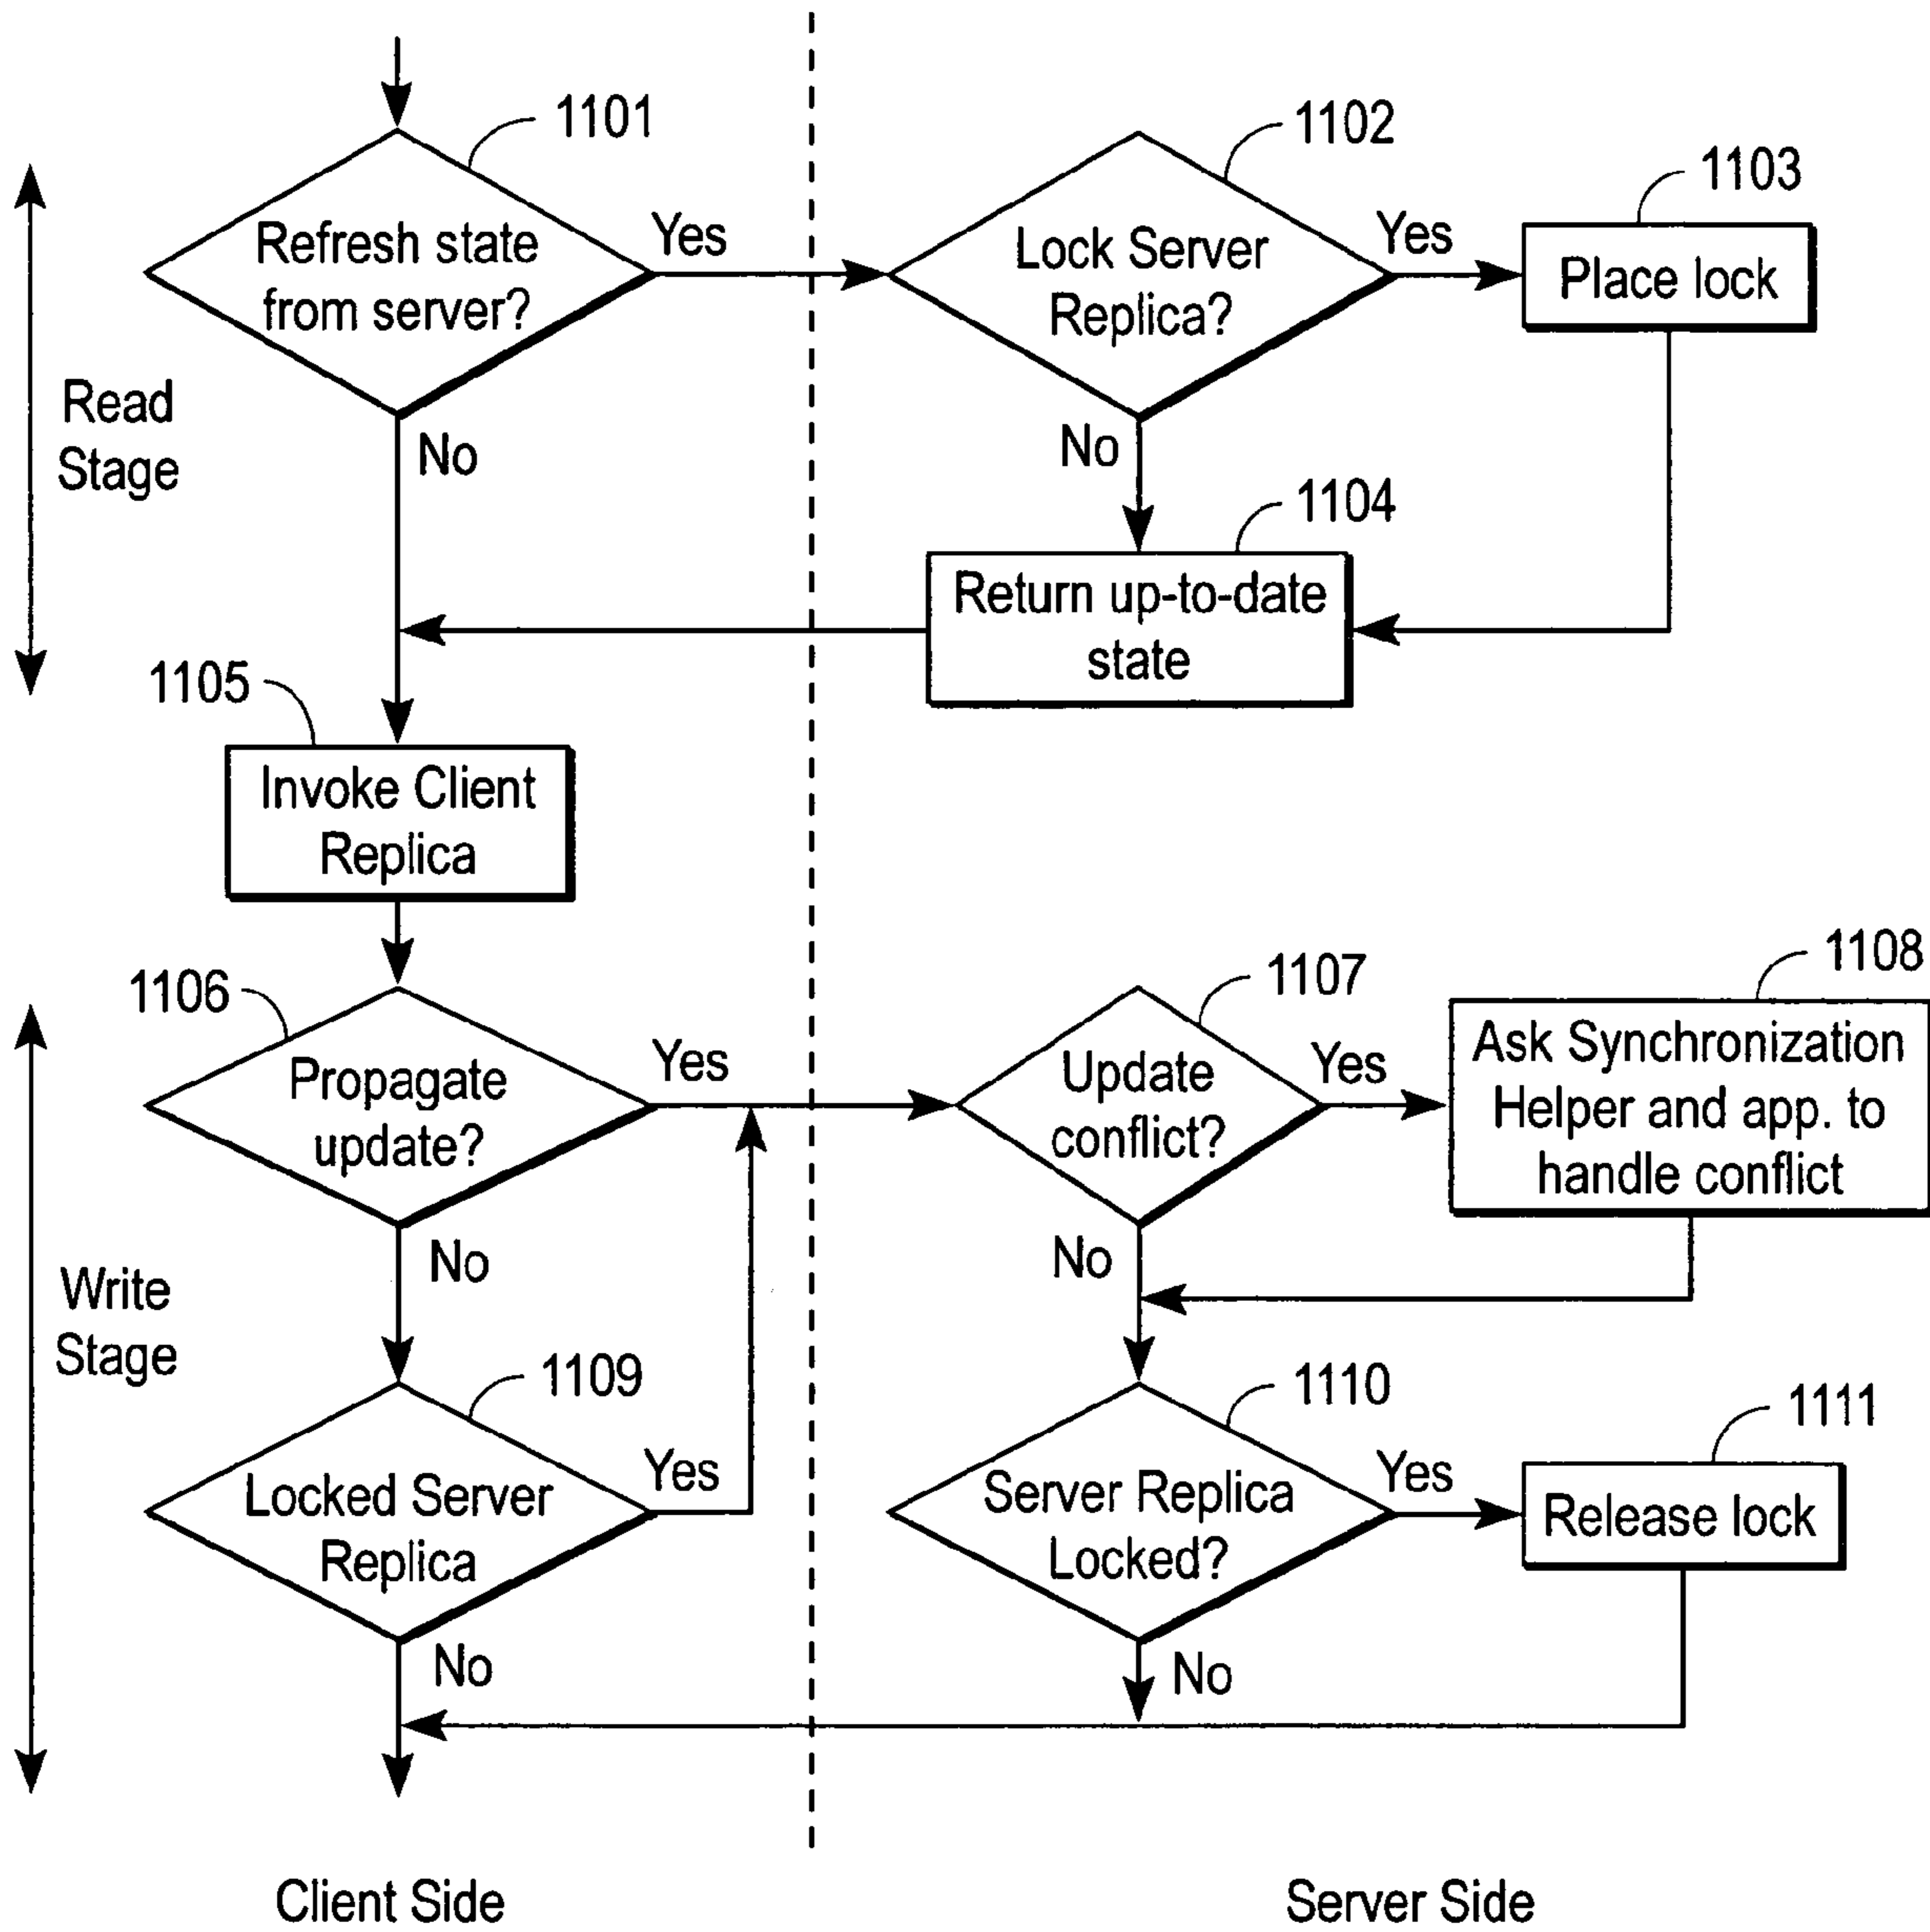 1101
Refresh state
from server?
Yes
No
1102
Lock Server
Replica?
Yes
No
1103
Place lock
Read
Stage
1104
Return up-to-date
state
1105
Invoke Client
Replica
1106
Propagate
update?
Yes
No
1107
Update
conflict?
Yes
No
1108
Ask Synchronization
Helper and app. to
handle conflict
Write
Stage
1109
Locked Server
Replica
Yes
No
1110
Server Replica
Locked?
Yes
No
1111
Release lock
Client Side
Server Side